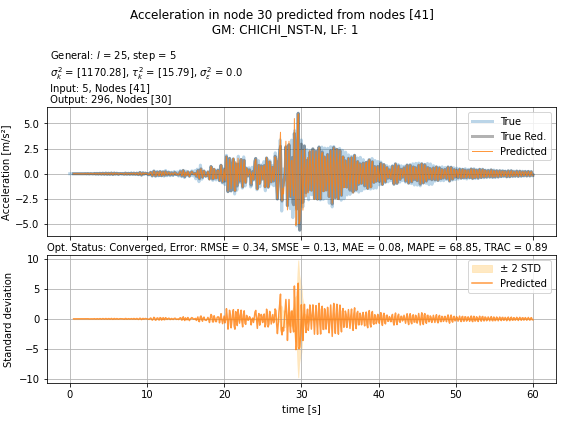 Acceleration in node 30 predicted from nodes [41]
GM: CHICHI_NST-N, LF: 1
General: l = 25, step = 5
σ²ₖ = [1170.28], τ²ₖ = [15.79], σ²ε = 0.0
Input: 5, Nodes [41]
Output: 296, Nodes [30]
Acceleration [m/s²]
5.0
2.5
0.0
−2.5
−5.0
True
True Red.
Predicted
Opt. Status: Converged, Error: RMSE = 0.34, SMSE = 0.13, MAE = 0.08, MAPE = 68.85, TRAC = 0.89
Standard deviation
10
5
0
−5
−10
± 2 STD
Predicted
0 10 20 30 40 50 60
time [s]